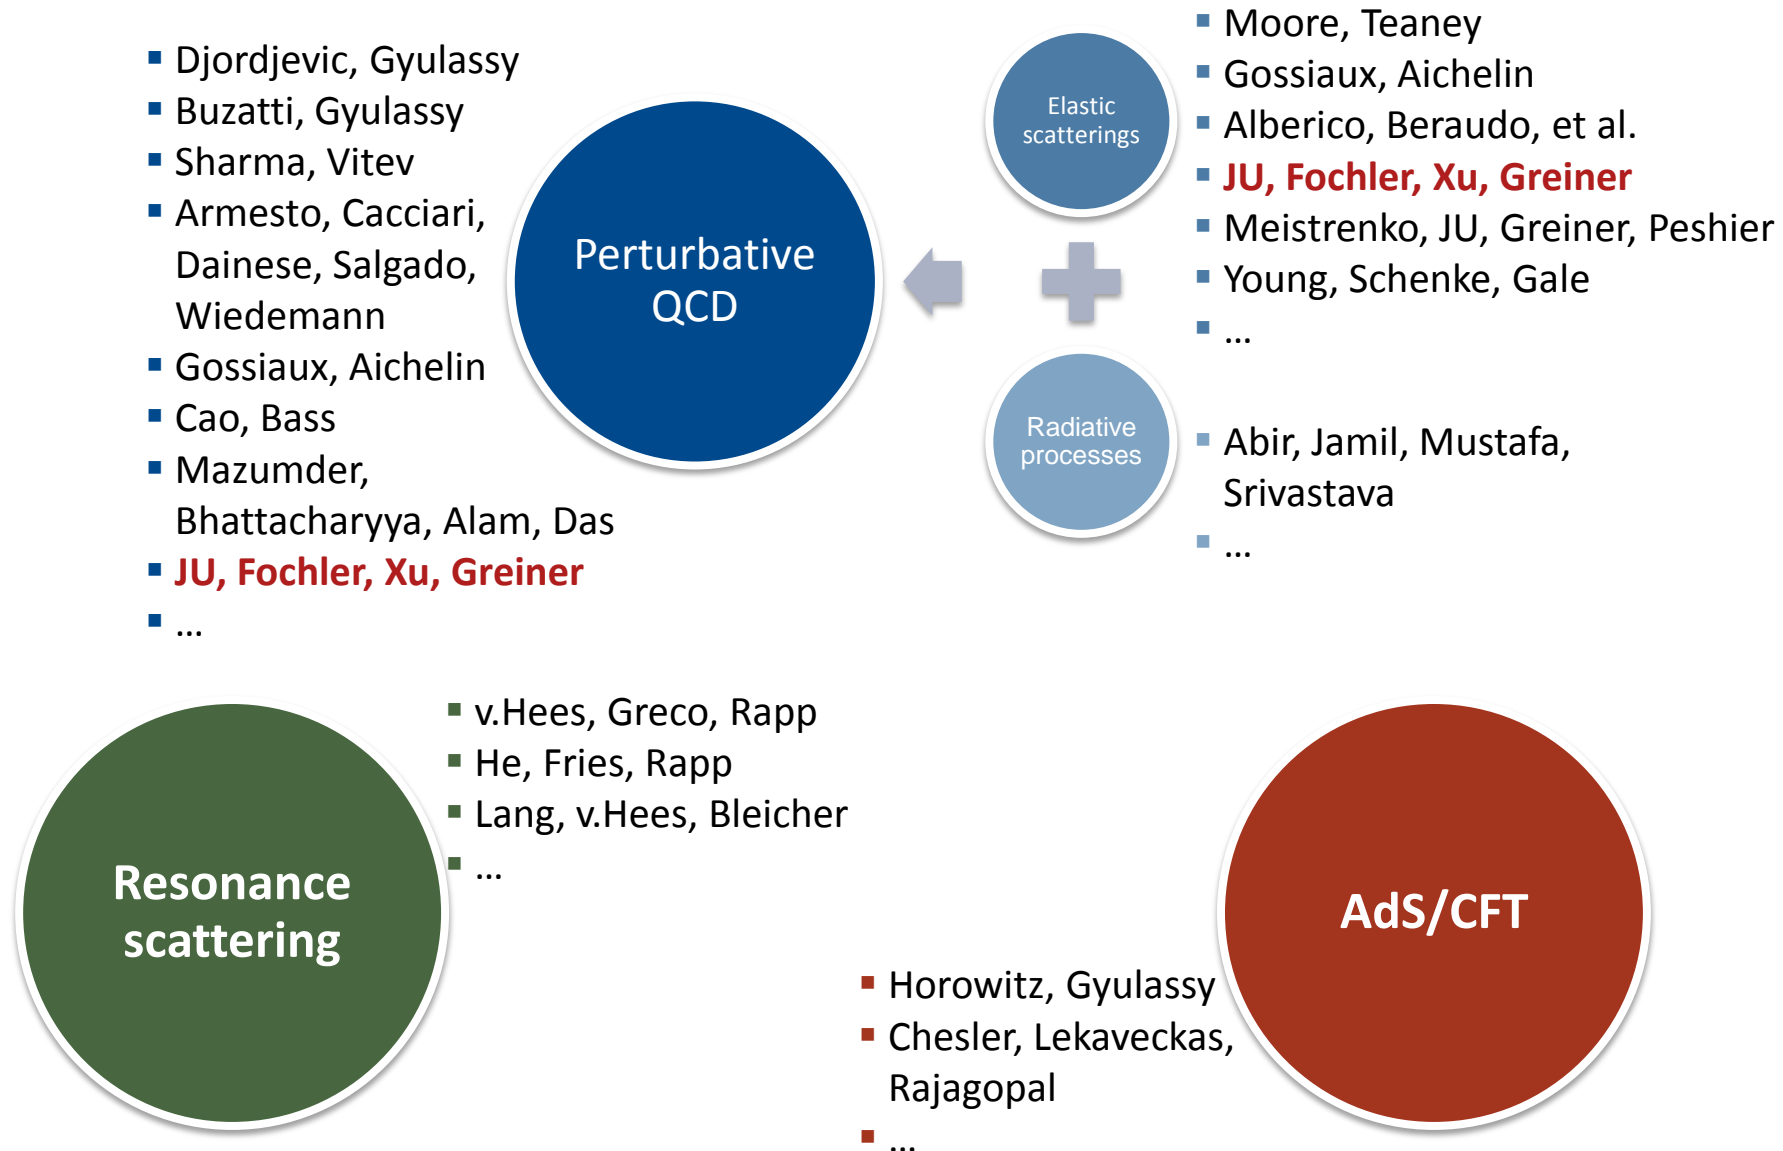 ▪ Djordjevic, Gyulassy
▪ Buzatti, Gyulassy
▪ Sharma, Vitev
▪ Armesto, Cacciari,
Dainese, Salgado,
Wiedemann
▪ Gossiaux, Aichelin
▪ Cao, Bass
▪ Mazumder,
Bhattacharyya, Alam, Das
▪ JU, Fochler, Xu, Greiner
▪ ...
Perturbative
QCD
Elastic
scatterings
▪ Moore, Teaney
▪ Gossiaux, Aichelin
▪ Alberico, Beraudo, et al.
▪ JU, Fochler, Xu, Greiner
▪ Meistrenko, JU, Greiner, Peshier
▪ Young, Schenke, Gale
▪ ...
Radiative
processes
▪ Abir, Jamil, Mustafa,
Srivastava
▪ ...
Resonance
scattering
▪ v.Hees, Greco, Rapp
▪ He, Fries, Rapp
▪ Lang, v.Hees, Bleicher
▪ ...
AdS/CFT
▪ Horowitz, Gyulassy
▪ Chesler, Lekaveckas,
Rajagopal
▪ ...